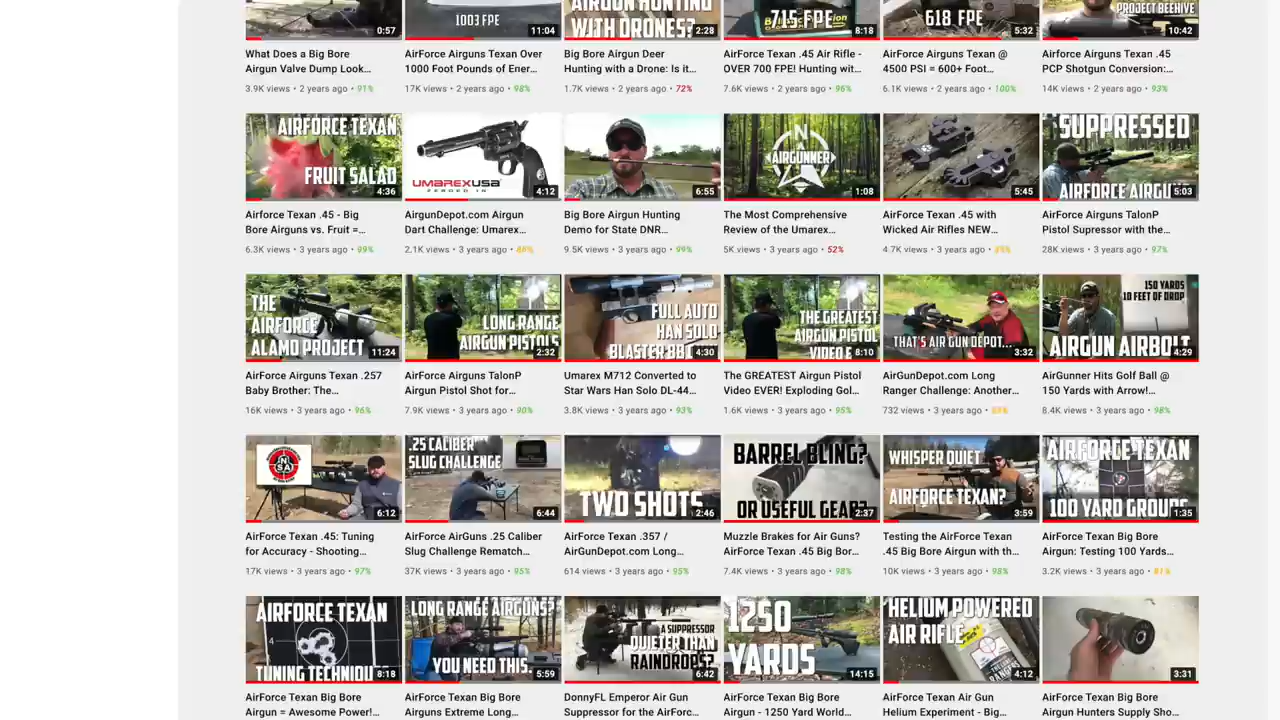 1003 FPE
AIRGUN HUNTING
WITH DRONES?
715 FPE
618 FPE
PROJECT BEEHIVE
0:57
11:04
2:28
8:18
5:32
10:42
What Does a Big Bore
Airgun Valve Dump Look...
3.9K views • 2 years ago • 91%
AirForce Airguns Texan Over
1000 Foot Pounds of Ener...
17K views • 2 years ago • 98%
Big Bore Airgun Deer
Hunting with a Drone: Is it...
1.7K views • 2 years ago • 72%
AirForce Texan .45 Air Rifle -
OVER 700 FPE! Hunting wit...
7.6K views • 2 years ago • 96%
AirForce Airguns Texan @
4500 PSI = 600+ Foot...
6.1K views • 2 years ago • 100%
AirForce Airguns Texan .45
PCP Shotgun Conversion:...
14K views • 2 years ago • 93%
AIRFORCE TEXAN
FRUIT SALAD
4:36
UMAREXUSA
4:12
6:55
N
AIRGUNNER
1:08
5:45
SUPPRESSED
AIRFORCE AIRGU
5:03
Airforce Texan .45 - Big
Bore Airguns vs. Fruit =...
6.3K views • 3 years ago • 99%
AirgunDepot.com Airgun
Dart Challenge: Umarex...
2.1K views • 3 years ago •
Big Bore Airgun Hunting
Demo for State DNR...
9.5K views • 3 years ago • 99%
The Most Comprehensive
Review of the Umarex...
5K views • 3 years ago • 52%
AirForce Texan .45 with
Wicked Air Rifles NEW...
4.7K views • 3 years ago •
AirForce Airguns TalonP
Pistol Supressor with the...
28K views • 3 years ago • 97%
THE
AIRFORCE
ALAMO PROJECT
11:24
LONG RANGE
AIRGUN PISTOLS
2:32
FULL AUTO
HAN SOLO
BLASTER BB
4:30
THE GREATEST
AIRGUN PISTOL
VIDEO E
8:10
THAT'S AIR GUN DEPOT...
3:32
150 YARDS
10 FEET OF DROP
AIRGUN AIRBOLT
4:29
AirForce Airguns Texan .257
Baby Brother: The...
16K views • 3 years ago • 96%
AirForce Airguns TalonP
Airgun Pistol Shot for...
7.9K views • 3 years ago • 90%
Umarex M712 Converted to
Star Wars Han Solo DL-44...
3.8K views • 3 years ago • 93%
The GREATEST Airgun Pistol
Video EVER! Exploding Gol...
1.6K views • 3 years ago • 95%
AirGunDepot.com Long
Ranger Challenge: Another...
732 views • 3 years ago •
AirGunner Hits Golf Ball @
150 Yards with Arrow!...
8.4K views • 3 years ago • 98%
NSA
6:12
.25 CALIBER
SLUG CHALLENGE
6:44
TWO SHOTS
2:46
BARREL BLING?
OR USEFUL GEAR?
2:37
WHISPER QUIET
AIRFORCE TEXAN?
3:59
AIRFORCE TEXAN
100 YARD GROUPS
1:35
AirForce Texan .45: Tuning
for Accuracy - Shooting...
17K views • 3 years ago • 97%
AirForce AirGuns .25 Caliber
Slug Challenge Rematch...
37K views • 3 years ago • 95%
AirForce Texan .357 /
AirGunDepot.com Long...
614 views • 3 years ago • 95%
Muzzle Brakes for Air Guns?
AirForce Texan .45 Big Bor...
7.4K views • 3 years ago • 98%
Testing the AirForce Texan
.45 Big Bore Airgun with th...
10K views • 3 years ago • 98%
AirForce Texan Big Bore
Airgun: Testing 100 Yards...
3.2K views • 3 years ago • 81%
AIRFORCE TEXAN
4
TUNING TECHNIQU
8:18
LONG RANGE AIRGUNS?
YOU NEED THIS.
5:59
A SUPPRESSOR
QUIETER THAN
RAINDROPS?
6:42
1250
YARDS
14:15
HELIUM POWERED
AIR RIFLE
4:12
3:31
AirForce Texan Big Bore
Airgun = Awesome Power!...
AirForce Texan Big Bore
Airguns Extreme Long...
DonnyFL Emperor Air Gun
Suppressor for the AirForc...
AirForce Texan Big Bore
Airgun - 1250 Yard World...
AirForce Texan Air Gun
Helium Experiment - Big...
AirForce Texan Big Bore
Airgun Hunters Supply Sho...